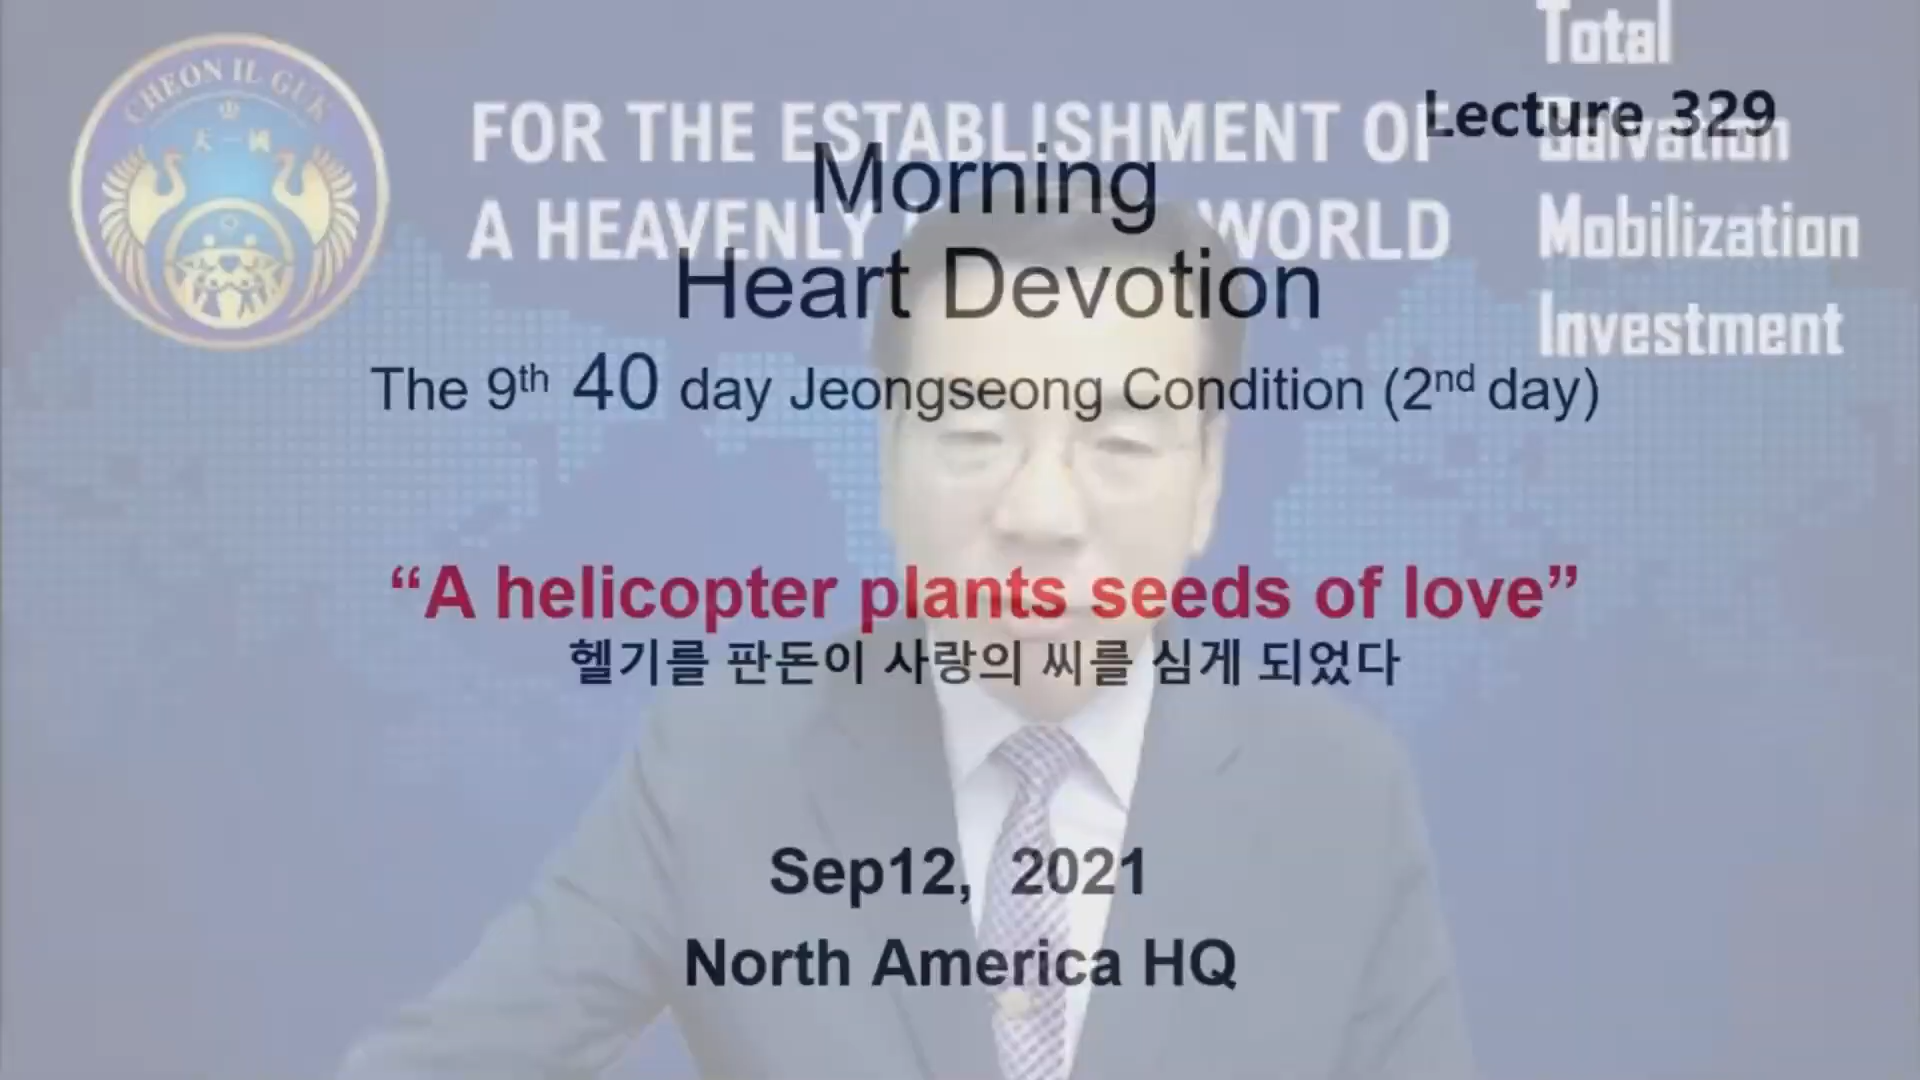 CHEON IL GUK
天一國
FOR THE ESTABLISHMENT OF
A HEAVENLY WORLD
Total
Salvation
Mobilization
Investment
Lecture 329
Morning
Heart Devotion
The 9th 40 day Jeongseong Condition (2nd day)
“A helicopter plants seeds of love”
헬기를 판돈이 사랑의 씨를 심게 되었다
Sep12, 2021
North America HQ